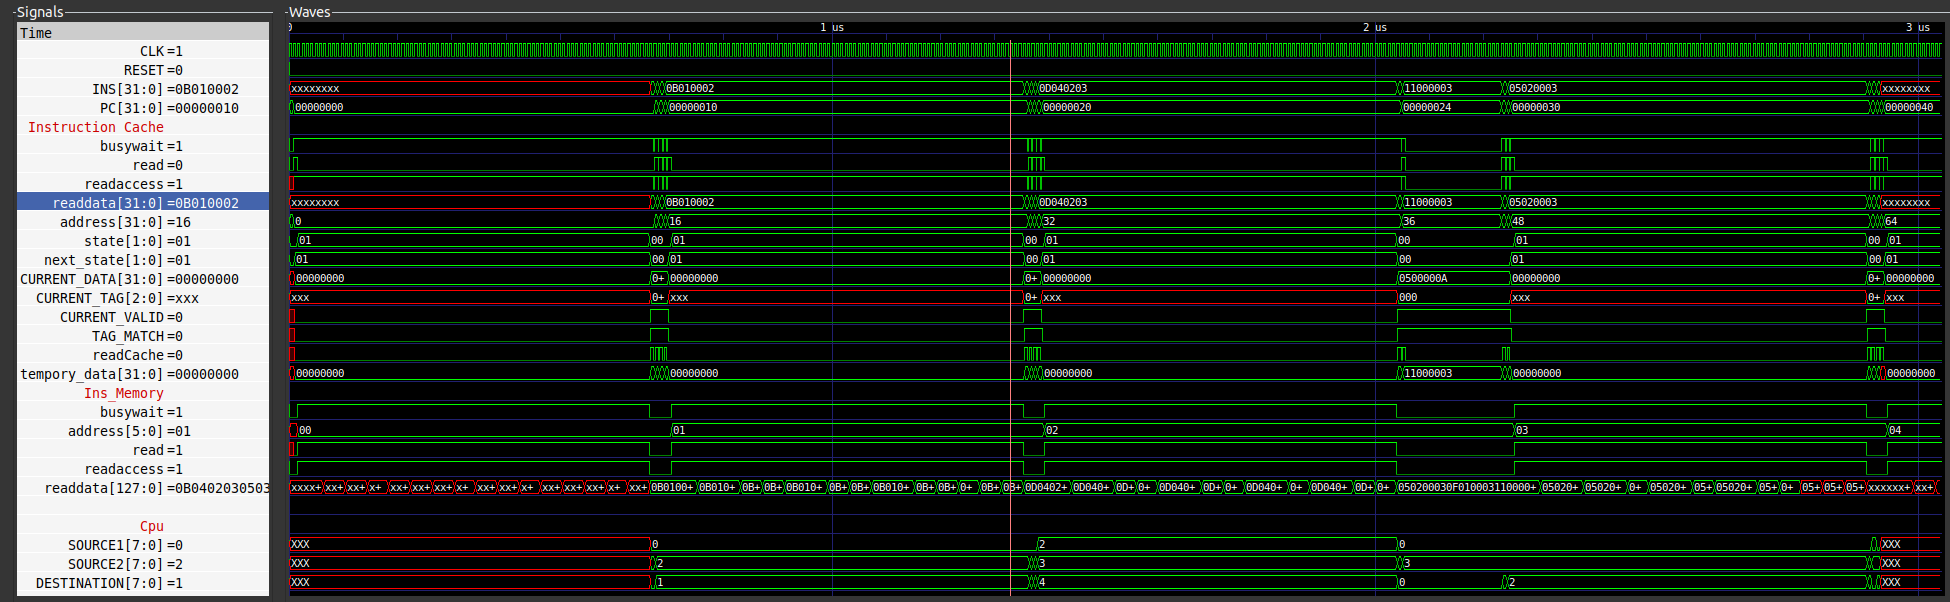 Signals Waves
Time 0 1 us 2 us 3 us
CLK =1
RESET =0
INS[31:0] =0B010002 xxxxxxxx 0B010002 0D040203 11000003 05020003 xxxxxxxx
PC[31:0] =00000010 00000000 00000010 00000020 00000024 00000030 00000040
Instruction Cache
busywait =1
read =0
readaccess =1
readdata[31:0] =0B010002 xxxxxxxx 0B010002 0D040203 11000003 05020003 xxxxxxxx
address[31:0] =16 0 16 32 36 48 64
state[1:0] =01 01 00 01 00 01 00 01 00 01
next_state[1:0] =01 01 00 01 00 01 00 01 00 01
CURRENT_DATA[31:0] =00000000 00000000 0+ 00000000 0+ 00000000 0500000A 00000000 0+ 00000000
CURRENT_TAG[2:0] =xxx xxx 0+ xxx 0+ xxx 000 xxx 0+ xxx
CURRENT_VALID =0
TAG_MATCH =0
readCache =0
tempory_data[31:0] =00000000 00000000 00000000 00000000 11000003 00000000 00000000
Ins_Memory
busywait =1
address[5:0] =01 00 01 02 03 04
read =1
readaccess =1
readdata[127:0] =0B0402030503 xxxx+ xx+ xx+ x+ xx+ xx+ xx+ x+ xx+ xx+ x+ xx+ xx+ xx+ x+ xx+ 0B0100+ 0B010+ 0B+ 0B+ 0B010+ 0B+ 0B+ 0B010+ 0B+ 0B+ 0+ 0B+ 0B+ 0D0402+ 0D040+ 0D+ 0+ 0D040+ 0D+ 0+ 0D040+ 0+ 0D040+ 0D+ 0+ 050200030F010003110000+ 05020+ 05020+ 0+ 05020+ 05+ 05020+ 05+ 0+ 05+ 05+ 05+ xxxxxx+ xx+
Cpu
SOURCE1[7:0] =0 XXX 0 2 0 XXX
SOURCE2[7:0] =2 XXX 2 3 3 XXX
DESTINATION[7:0] =1 XXX 1 4 0 2 XXX